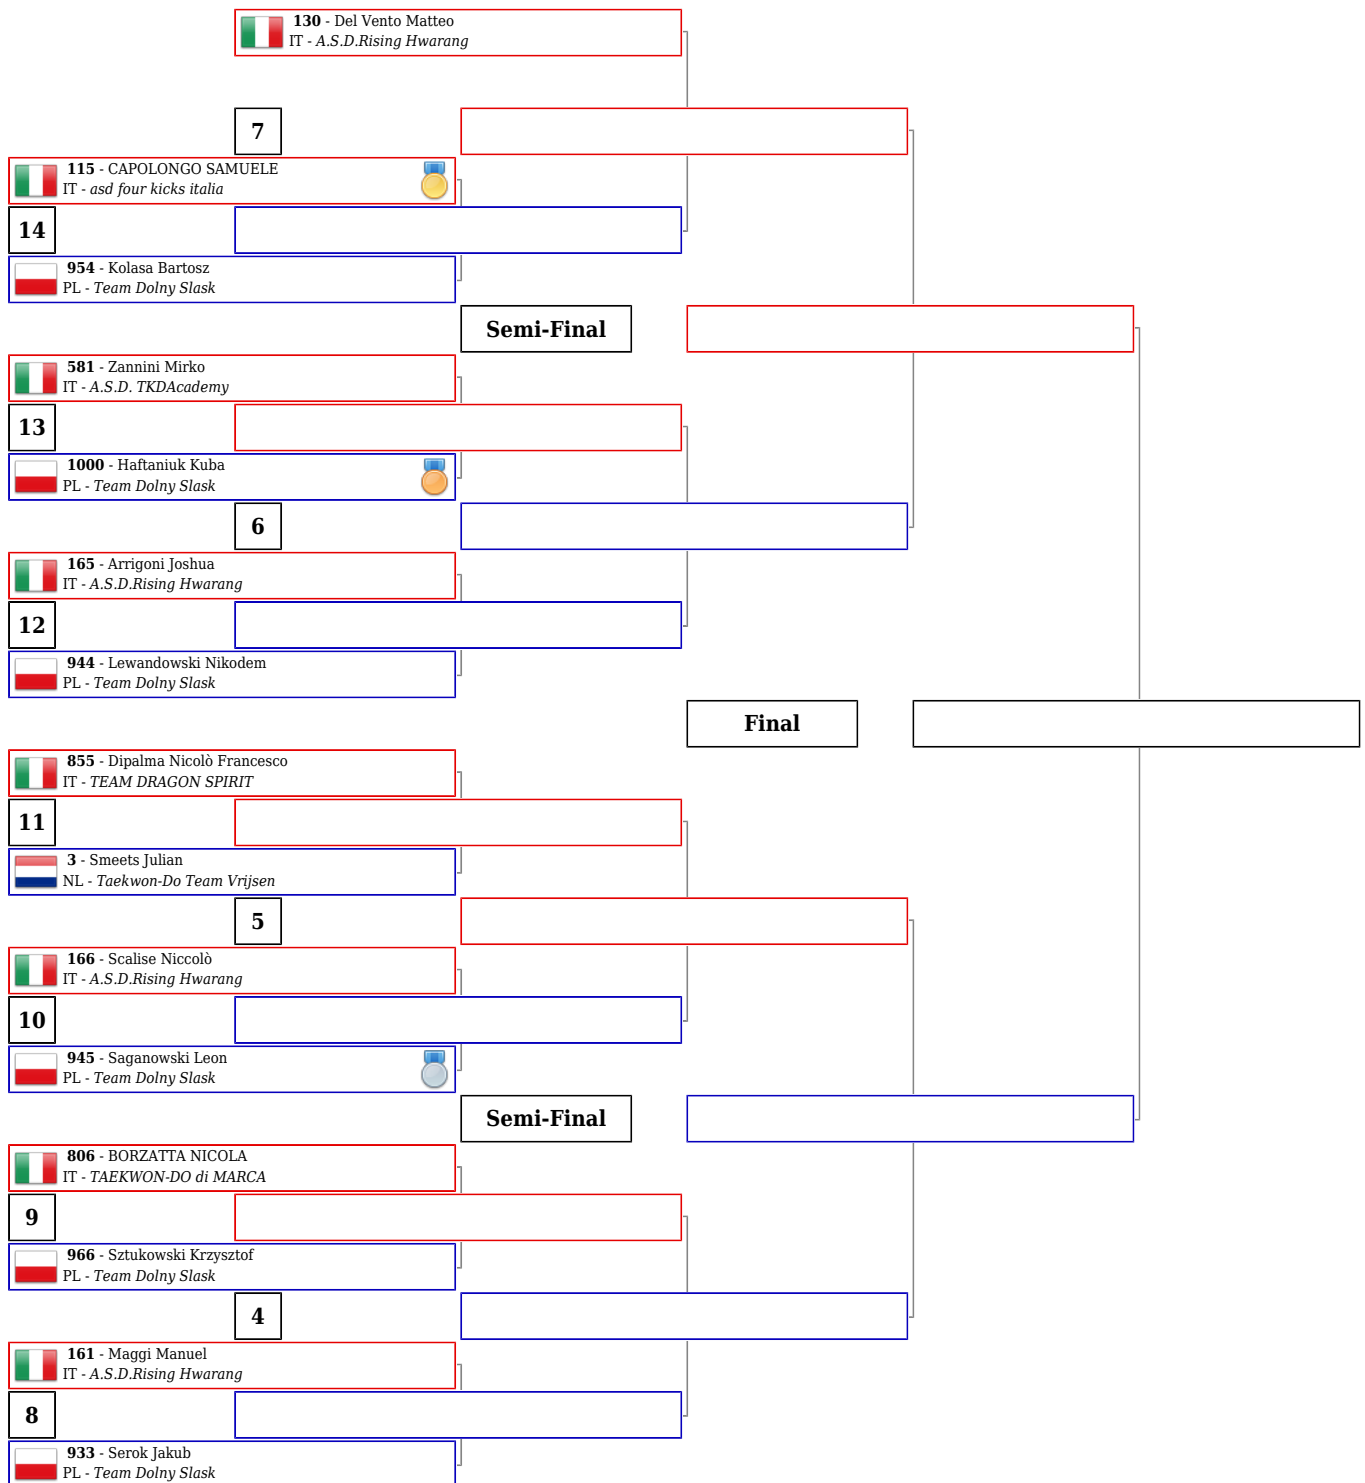 130 - Del Vento Matteo
IT - A.S.D.Rising Hwarang
7
115 - CAPOLONGO SAMUELE
IT - asd four kicks italia
14
954 - Kolasa Bartosz
PL - Team Dolny Slask
Semi-Final
581 - Zannini Mirko
IT - A.S.D. TKDAcademy
13
1000 - Haftaniuk Kuba
PL - Team Dolny Slask
6
165 - Arrigoni Joshua
IT - A.S.D.Rising Hwarang
12
944 - Lewandowski Nikodem
PL - Team Dolny Slask
Final
855 - Dipalma Nicolò Francesco
IT - TEAM DRAGON SPIRIT
11
3 - Smeets Julian
NL - Taekwon-Do Team Vrijsen
5
166 - Scalise Niccolò
IT - A.S.D.Rising Hwarang
10
945 - Saganowski Leon
PL - Team Dolny Slask
Semi-Final
806 - BORZATTA NICOLA
IT - TAEKWON-DO di MARCA
9
966 - Sztukowski Krzysztof
PL - Team Dolny Slask
4
161 - Maggi Manuel
IT - A.S.D.Rising Hwarang
8
933 - Serok Jakub
PL - Team Dolny Slask